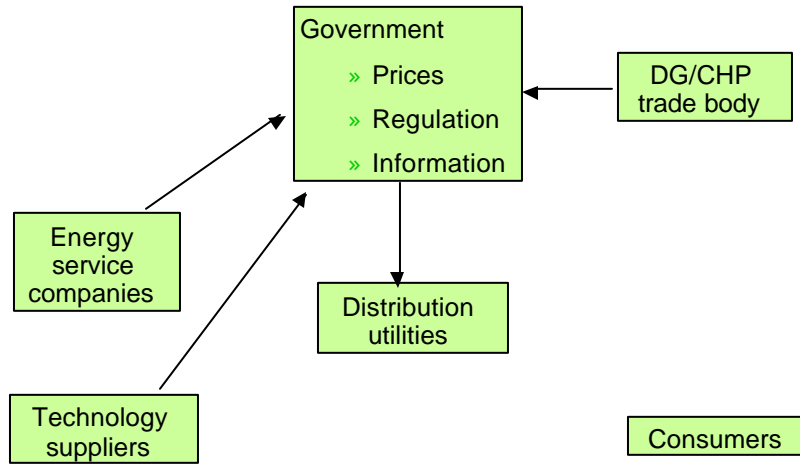 Government
» Prices
» Regulation
» Information
DG/CHP
trade body
Energy
service
companies
Distribution
utilities
Technology
suppliers
Consumers